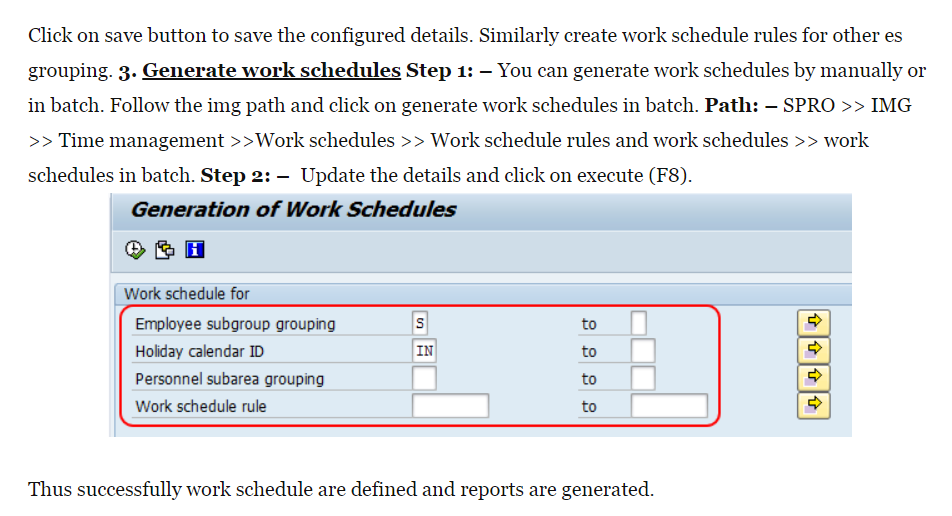 Click on save button to save the configured details. Similarly create work schedule rules for other es
grouping. 3. Generate work schedules Step 1: – You can generate work schedules by manually or
in batch. Follow the img path and click on generate work schedules in batch. Path: – SPRO >> IMG
>> Time management >>Work schedules >> Work schedule rules and work schedules >> work
schedules in batch. Step 2: –  Update the details and click on execute (F8).
Generation of Work Schedules
Work schedule for
Employee subgroup grouping S to
Holiday calendar ID IN to
Personnel subarea grouping to
Work schedule rule to
Thus successfully work schedule are defined and reports are generated.